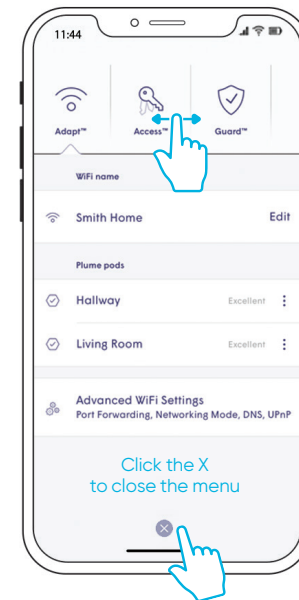 11:44
Adapt™ Access™ Guard™
WiFi name
Smith Home Edit
Plume pods
Hallway Excellent
Living Room Excellent
Advanced WiFi Settings
Port Forwarding, Networking Mode, DNS, UPnP
Click the X
to close the menu